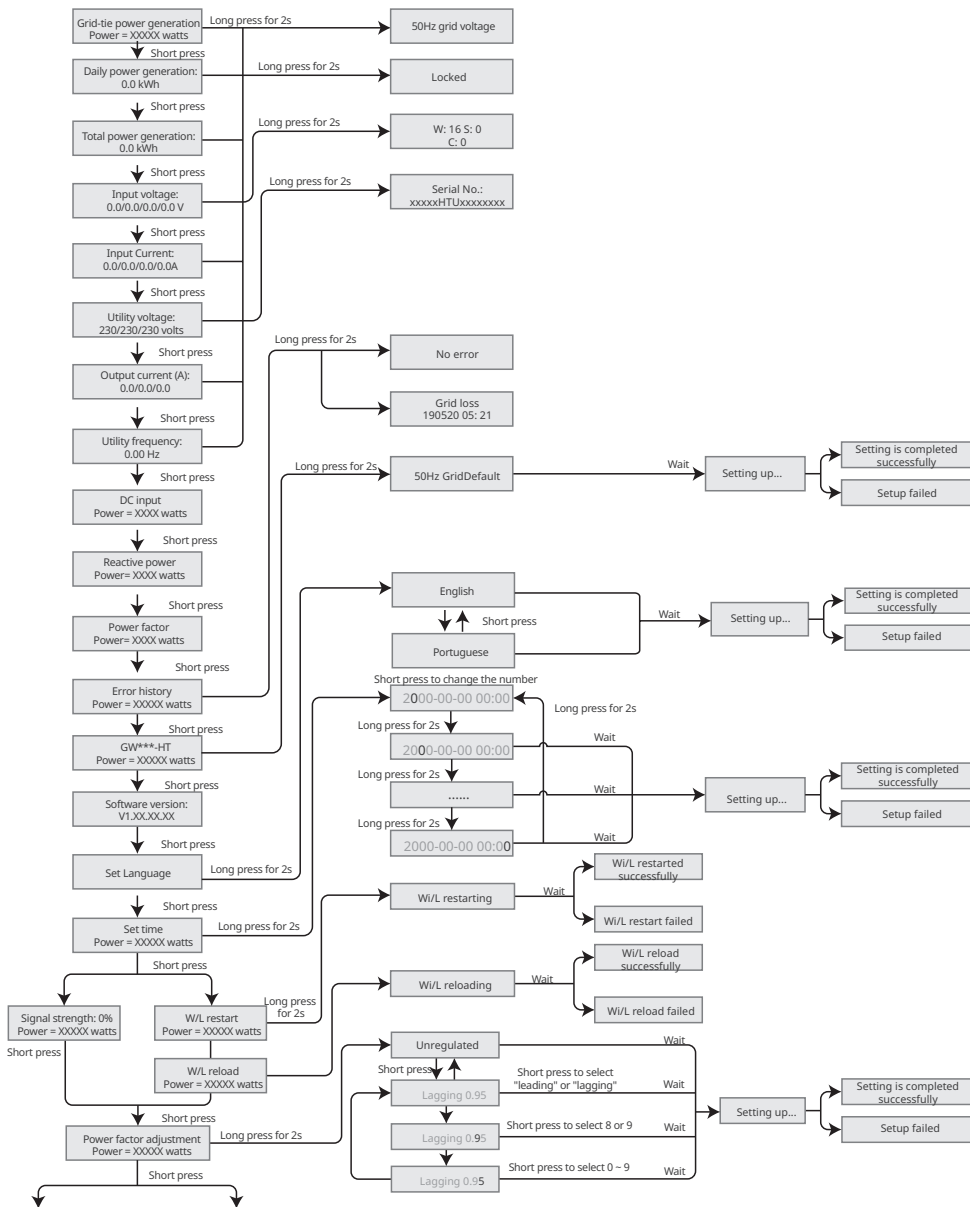 Grid-tie power generation
Power = XXXXX watts
Long press for 2s
50Hz grid voltage
Short press
Daily power generation:
0.0 kWh
Long press for 2s
Locked
Short press
Total power generation:
0.0 kWh
Long press for 2s
W: 16 S: 0
C: 0
Short press
Input voltage:
0.0/0.0/0.0/0.0 V
Long press for 2s
Serial No.:
xxxxxHTUxxxxxxxx
Short press
Input Current:
0.0/0.0/0.0/0.0A
Short press
Utility voltage:
230/230/230 volts
Short press
Long press for 2s
No error
Output current (A):
0.0/0.0/0.0
Grid loss
190520 05: 21
Short press
Utility frequency:
0.00 Hz
Long press for 2s
50Hz GridDefault
Wait
Setting up...
Setting is completed
successfully
Setup failed
Short press
DC input
Power = XXXX watts
Short press
Reactive power
Power= XXXX watts
Short press
Power factor
Power= XXXX watts
English
Short press
Portuguese
Wait
Setting up...
Setting is completed
successfully
Setup failed
Short press
Error history
Power = XXXXX watts
Short press to change the number
2000-00-00 00:00
Long press for 2s
Short press
GW***-HT
Power = XXXXX watts
Long press for 2s
2000-00-00 00:00
Wait
Short press
Software version:
V1.XX.XX.XX
Long press for 2s
......
Wait
Setting up...
Setting is completed
successfully
Setup failed
Short press
Long press for 2s
2000-00-00 00:00
Wait
Set Language
Long press for 2s
Wi/L restarting
Wait
Wi/L restarted
successfully
Wi/L restart failed
Short press
Set time
Power = XXXXX watts
Long press for 2s
Short press
Wi/L reloading
Wait
Wi/L reload
successfully
Wi/L reload failed
Signal strength: 0%
Power = XXXXX watts
W/L restart
Power = XXXXX watts
Long press
for 2s
Short press
W/L reload
Power = XXXXX watts
Unregulated
Wait
Short press
Short press to select
"leading" or "lagging"
Lagging 0.95
Wait
Short press
Power factor adjustment
Power = XXXXX watts
Long press for 2s
Short press to select 8 or 9
Lagging 0.95
Wait
Setting up...
Setting is completed
successfully
Setup failed
Short press to select 0 ~ 9
Lagging 0.95
Wait
Short press